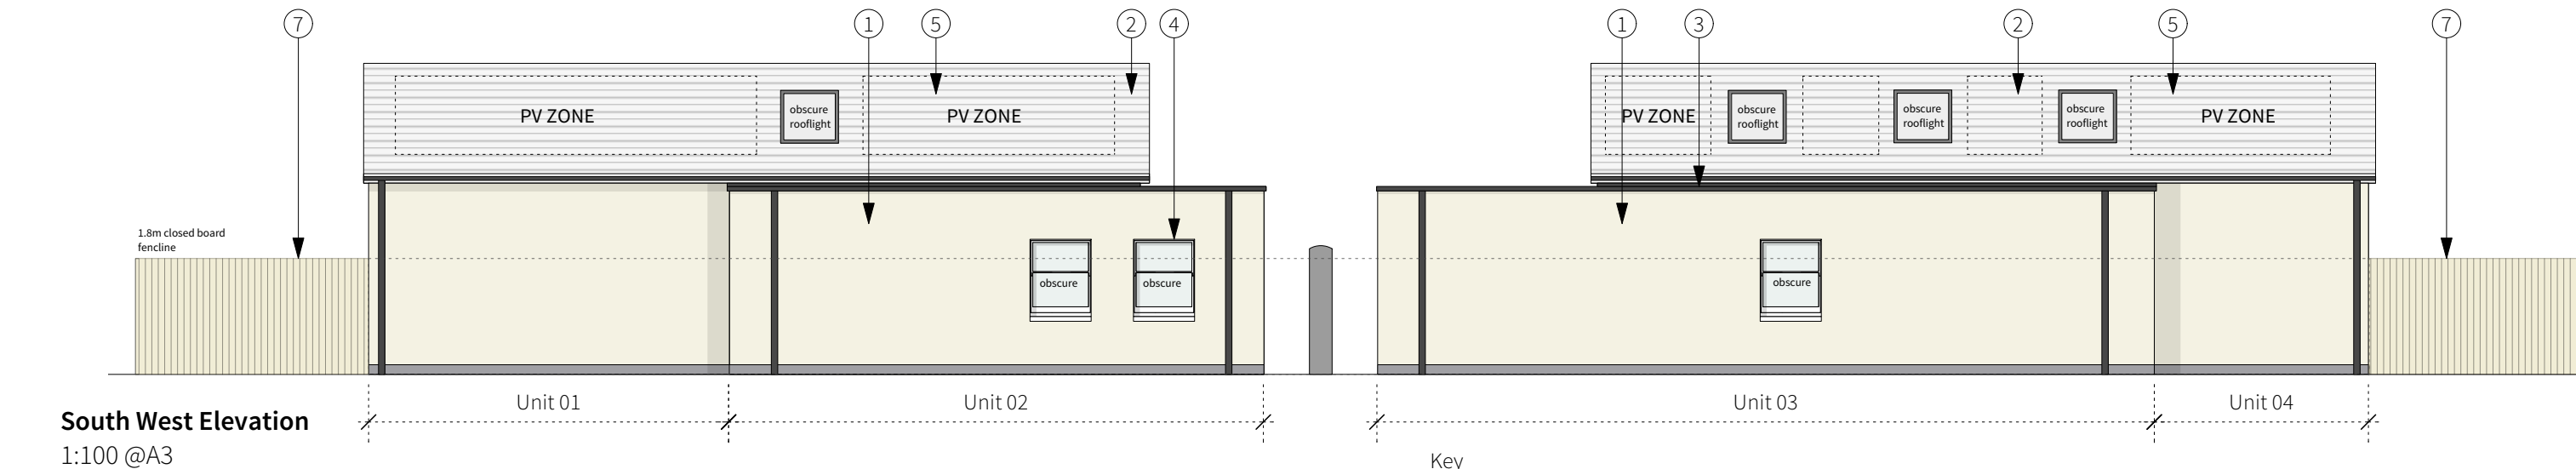 7
1
5
2
4
1
3
2
5
7
PV ZONE
obscure
rooflight
PV ZONE
PV ZONE
obscure
rooflight
obscure
rooflight
obscure
rooflight
PV ZONE
1.8m closed board
fencline
obscure
obscure
obscure
Unit 01
Unit 02
Unit 03
Unit 04
South West Elevation
1:100 @A3